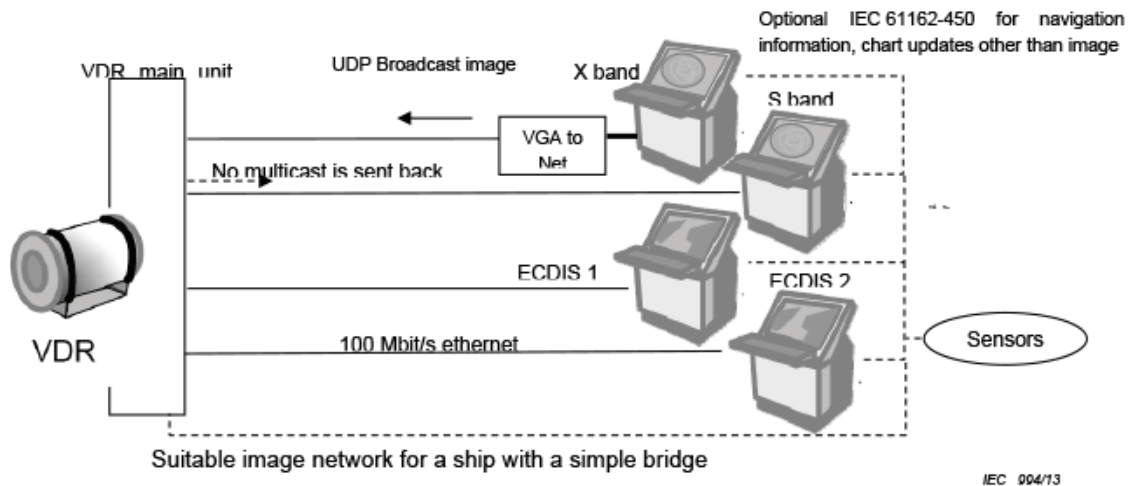 Optional IEC 61162-450 for navigation
information, chart updates other than image
VDR main unit
UDP Broadcast image
X band
S band
VGA to
Net
No multicast is sent back
ECDIS 1
ECDIS 2
VDR
100 Mbit/s ethernet
Sensors
Suitable image network for a ship with a simple bridge
IEC 994/13